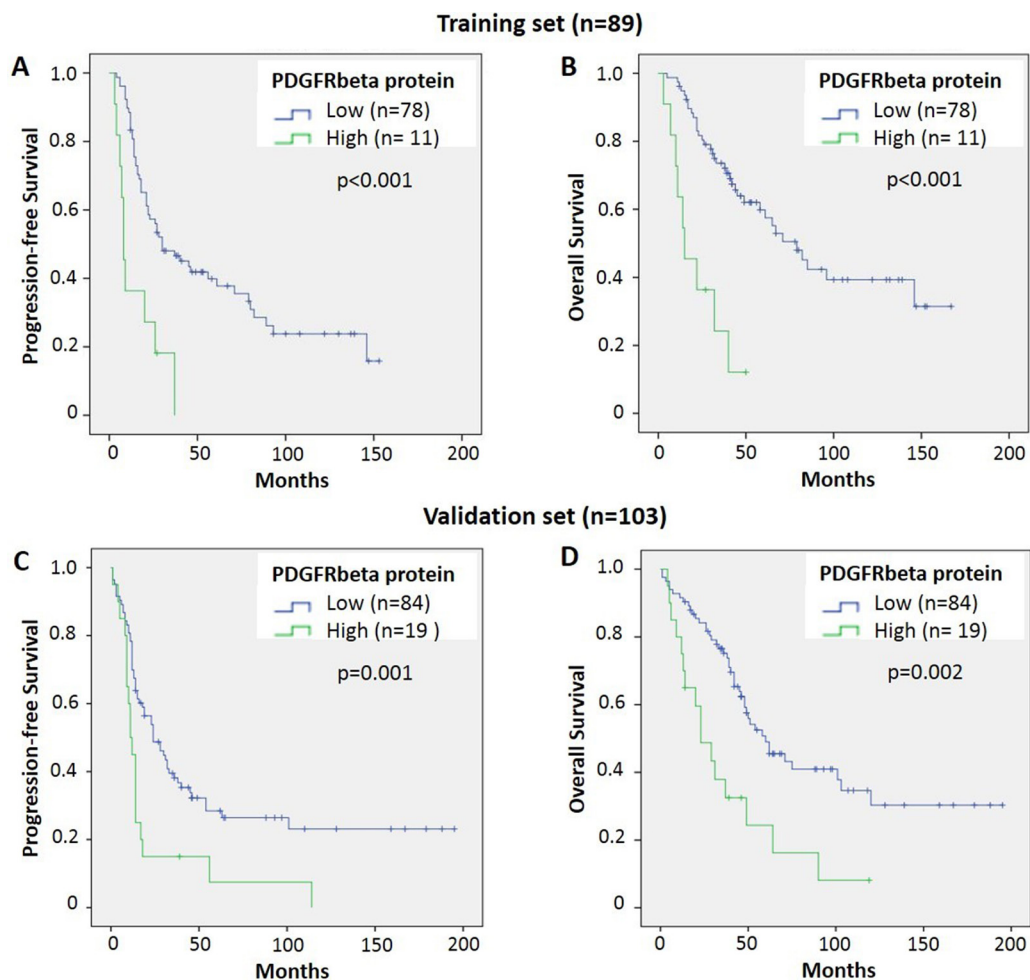 Training set (n=89)
A
PDGFRbeta protein
Low (n=78)
High (n= 11)
p<0.001
1.0
0.8
0.6
0.4
0.2
0
Progression-free Survival
0 50 100 150 200
Months
B
PDGFRbeta protein
Low (n=78)
High (n= 11)
p<0.001
1.0
0.8
0.6
0.4
0.2
0
Overall Survival
0 50 100 150 200
Months
Validation set (n=103)
C
PDGFRbeta protein
Low (n=84)
High (n=19 )
p=0.001
1.0
0.8
0.6
0.4
0.2
0
Progression-free Survival
0 50 100 150 200
Months
D
PDGFRbeta protein
Low (n=84)
High (n= 19)
p=0.002
1.0
0.8
0.6
0.4
0.2
0
Overall Survival
0 50 100 150 200
Months